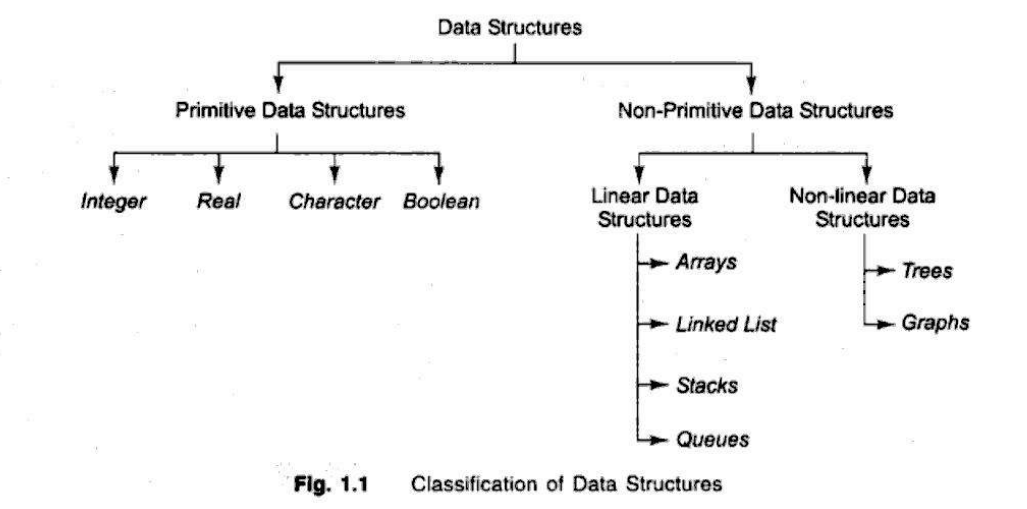 Data Structures
Primitive Data Structures
Non-Primitive Data Structures
Integer
Real
Character
Boolean
Linear Data
Structures
Non-linear Data
Structures
Arrays
Linked List
Stacks
Queues
Trees
Graphs
Fig. 1.1 Classification of Data Structures